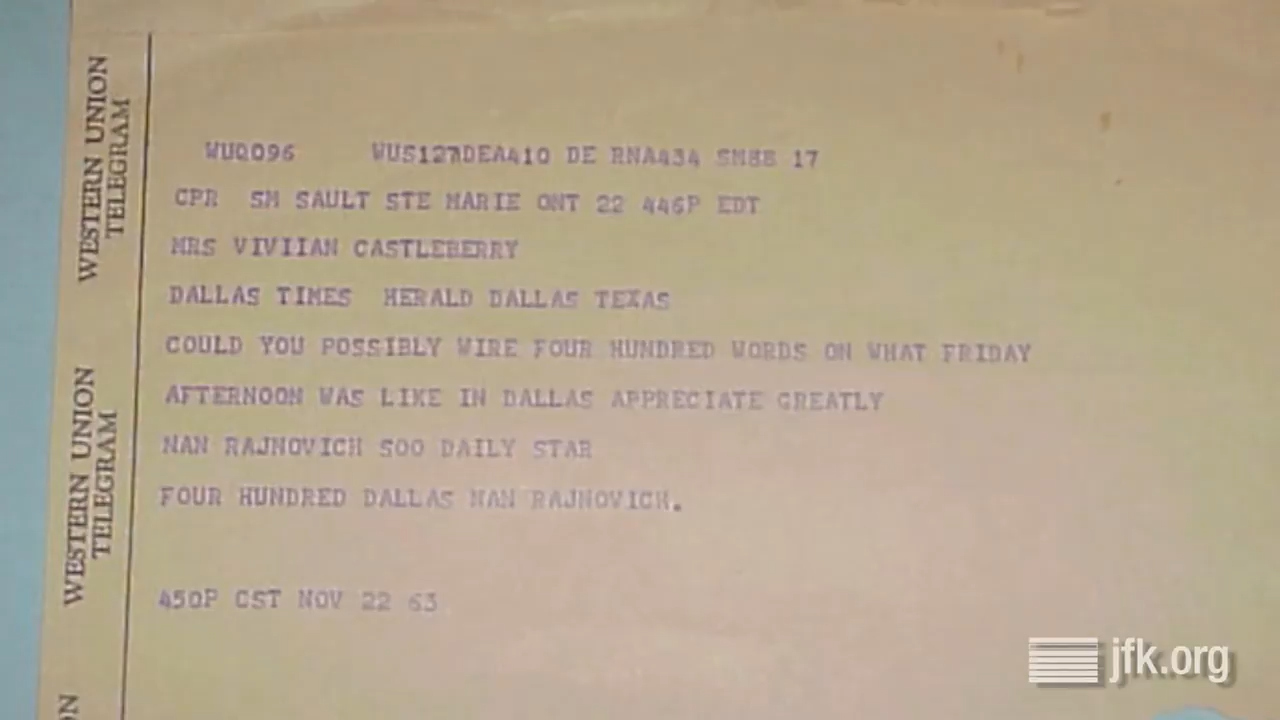 WESTERN UNION
TELEGRAM
WESTERN UNION
TELEGRAM
ON
WUQ096 WUS127DEA410 DE RNA434 SMBB 17
CPR SM SAULT STE MARIE ONT 22 446P EDT
MRS VIVIIAN CASTLEBERRY
DALLAS TIMES HERALD DALLAS TEXAS
COULD YOU POSSIBLY WIRE FOUR HUNDRED WORDS ON WHAT FRIDAY
AFTERNOON WAS LIKE IN DALLAS APPRECIATE GREATLY
NAN RAJNOVICH SOO DAILY STAR
FOUR HUNDRED DALLAS NAN RAJNOVICH.
450P CST NOV 22 63
jfk.org